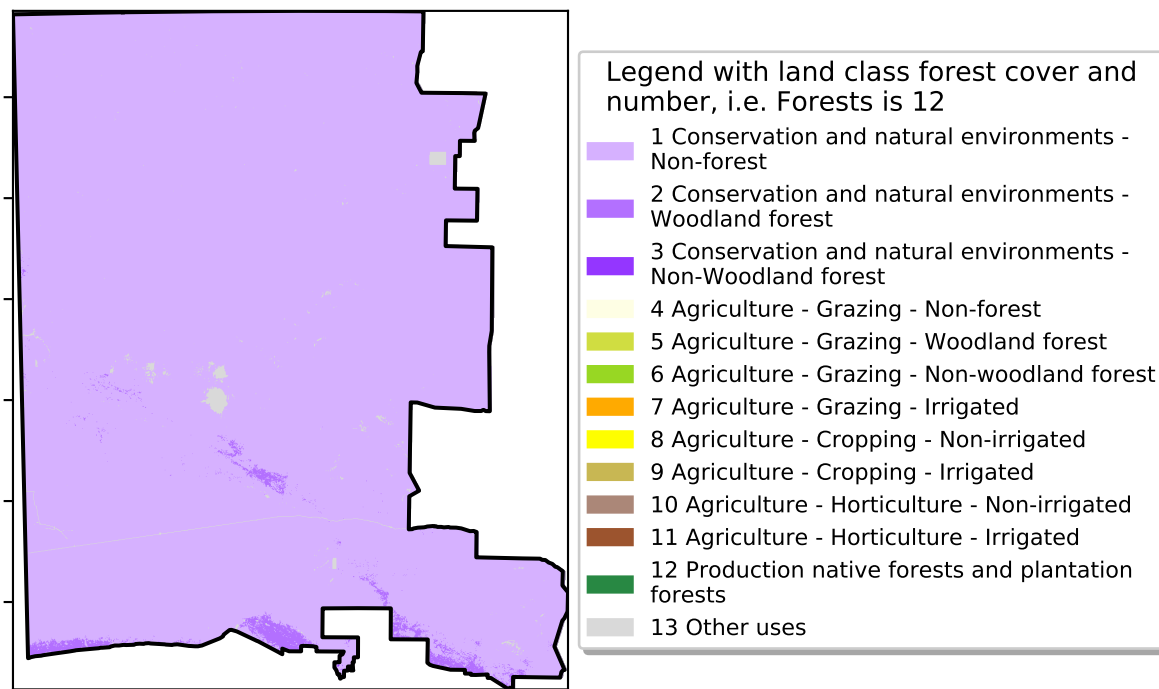 Legend with land class forest cover and
number, i.e. Forests is 12
1 Conservation and natural environments -
Non-forest
2 Conservation and natural environments -
Woodland forest
3 Conservation and natural environments -
Non-Woodland forest
4 Agriculture - Grazing - Non-forest
5 Agriculture - Grazing - Woodland forest
6 Agriculture - Grazing - Non-woodland forest
7 Agriculture - Grazing - Irrigated
8 Agriculture - Cropping - Non-irrigated
9 Agriculture - Cropping - Irrigated
10 Agriculture - Horticulture - Non-irrigated
11 Agriculture - Horticulture - Irrigated
12 Production native forests and plantation
forests
13 Other uses